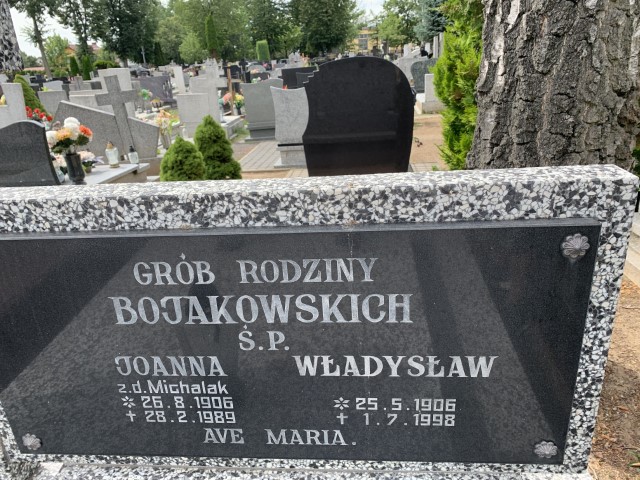 GRÓB RODZINY
BOJAKOWSKICH
Ś.P.
JOANNA WŁADYSŁAW
z.d.Michalak
* 26.8.1906 * 25.5.1906
+ 28.2.1989 + 1.7.1998
AVE MARIA.